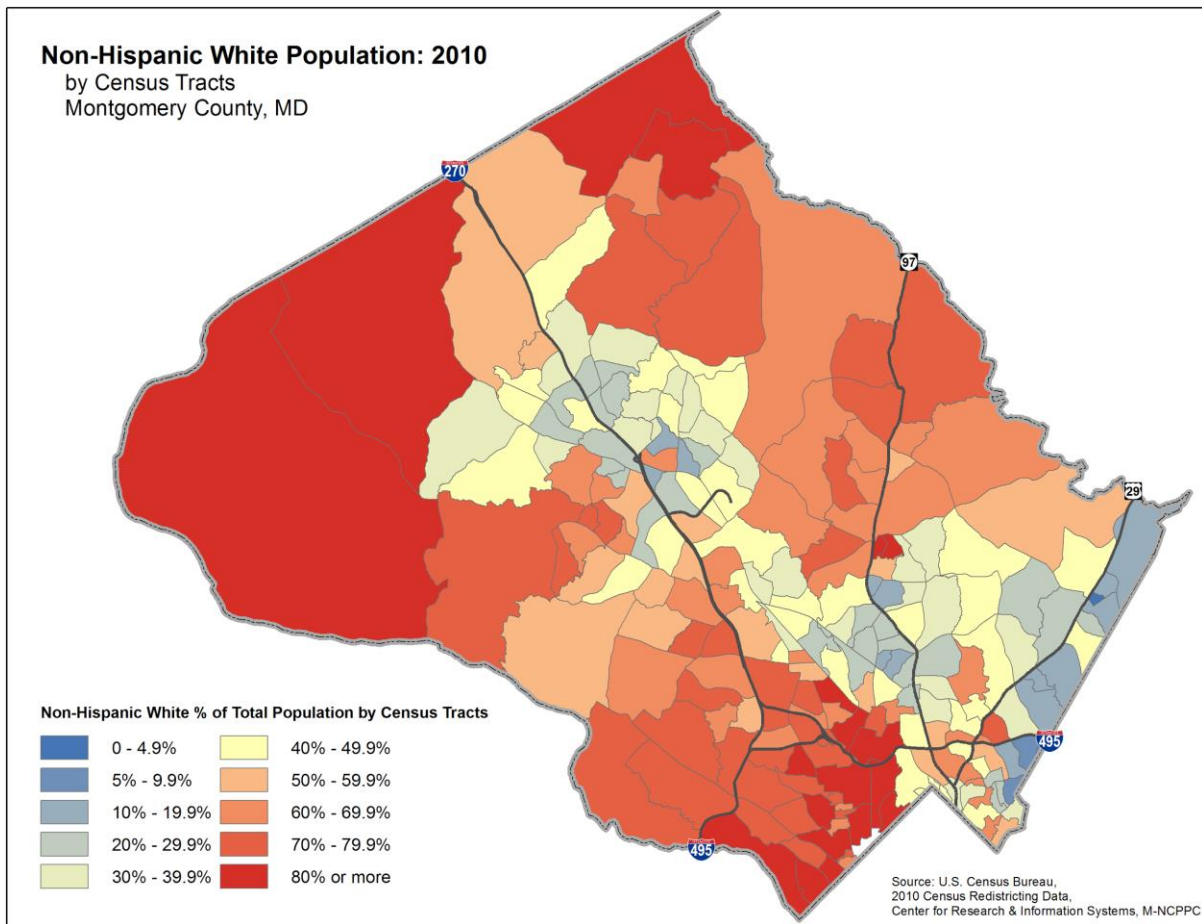 Non-Hispanic White Population: 2010
by Census Tracts
Montgomery County, MD
270
97
29
495
495
Non-Hispanic White % of Total Population by Census Tracts
0 - 4.9%
5% - 9.9%
10% - 19.9%
20% - 29.9%
30% - 39.9%
40% - 49.9%
50% - 59.9%
60% - 69.9%
70% - 79.9%
80% or more
Source: U.S. Census Bureau,
2010 Census Redistricting Data,
Center for Research & Information Systems, M-NCPPC